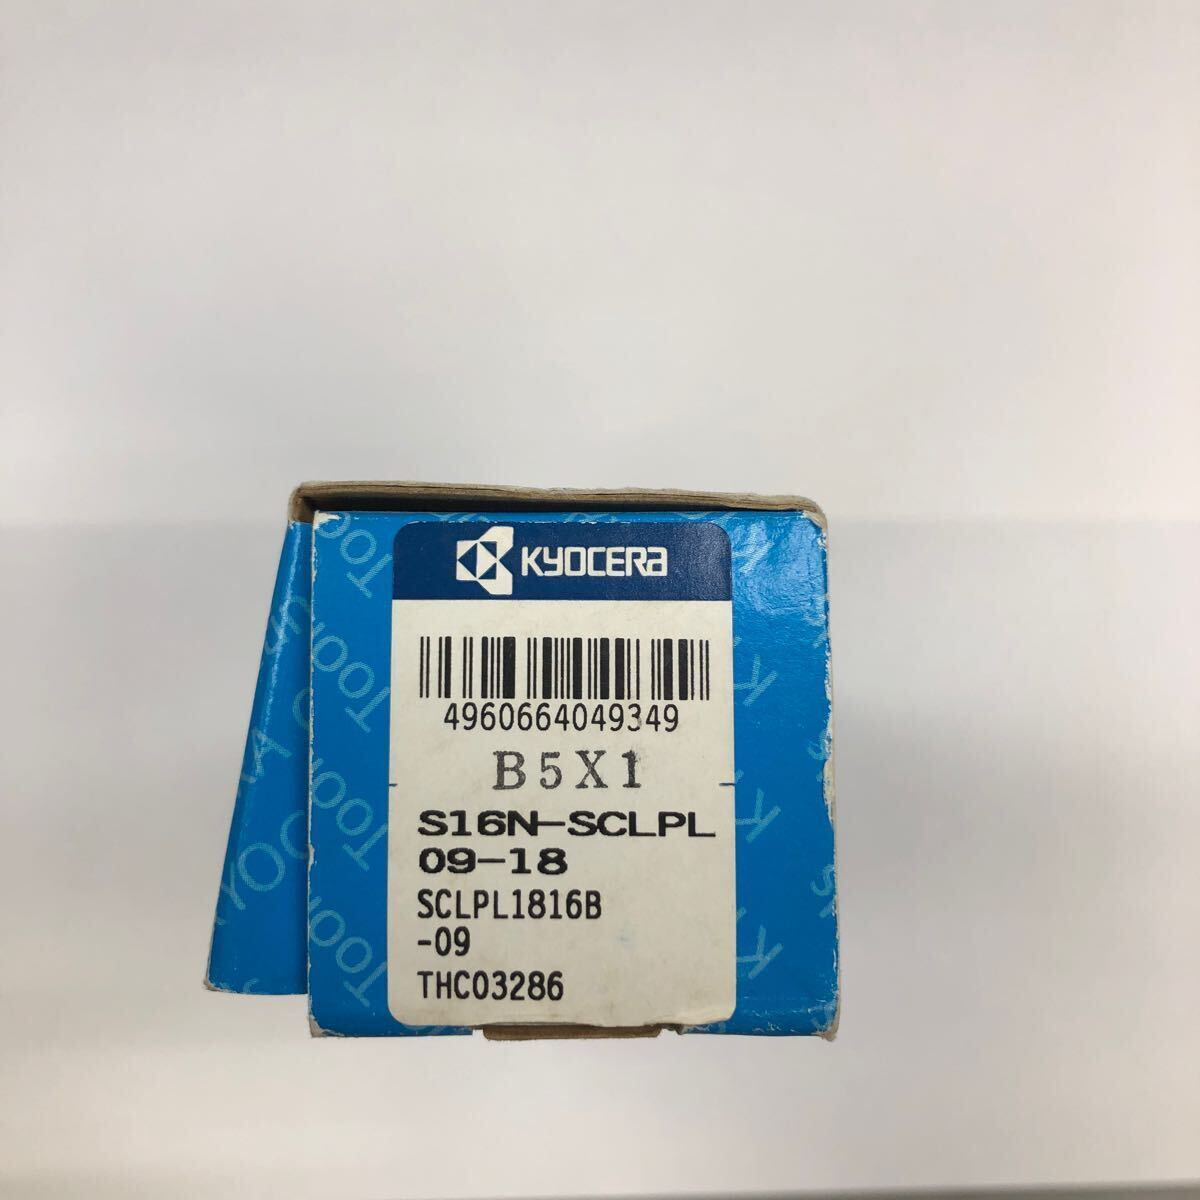 KYOCERA
4960664049349
B5X1
S16N-SCLPL
09-18
SCLPL1816B
-09
THC03286